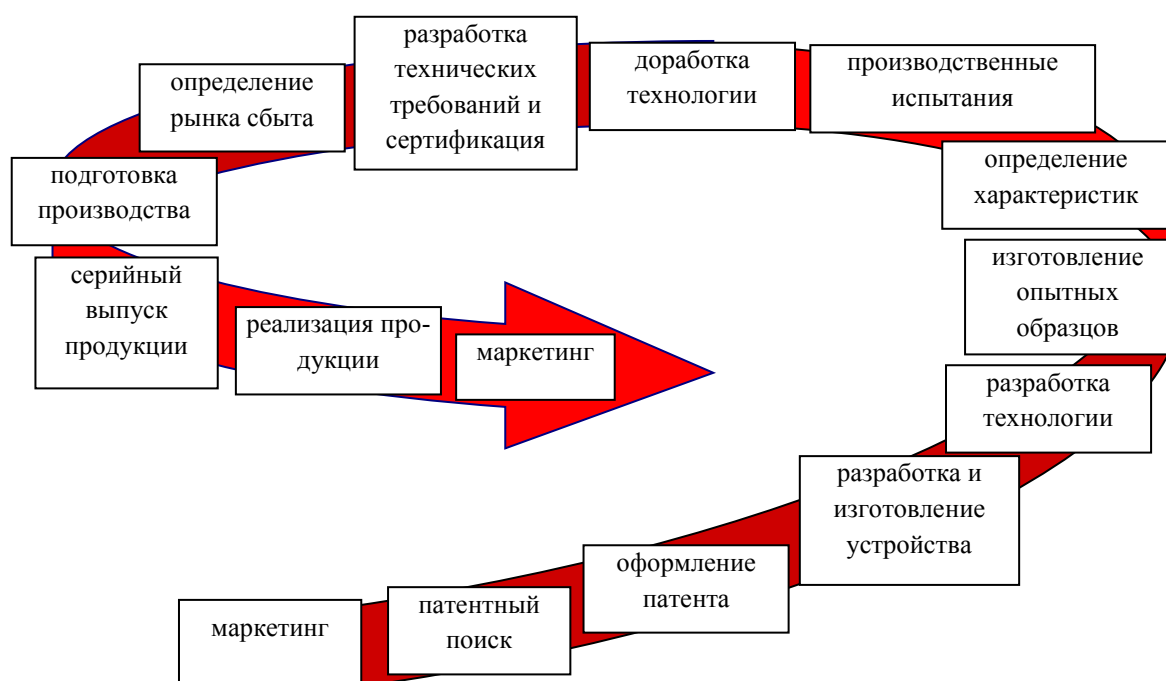 разработка
технических
требований и
сертификация
доработка
технологии
производственные
испытания
определение
рынка сбыта
определение
характеристик
подготовка
производства
изготовление
опытных
образцов
серийный
выпуск
продукции
реализация про-
дукции
маркетинг
разработка
технологии
разработка и
изготовление
устройства
оформление
патента
патентный
поиск
маркетинг